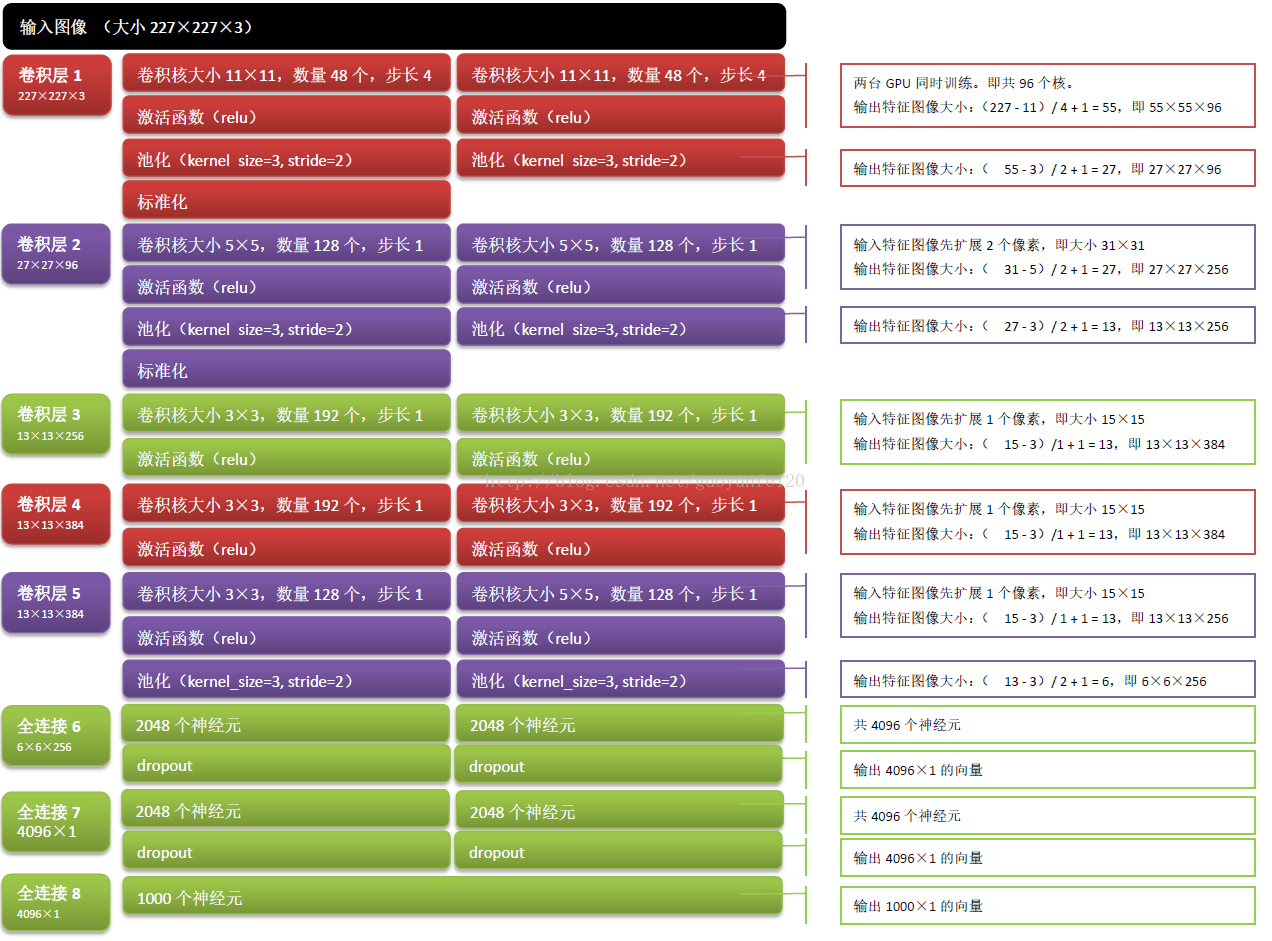 输入图像 （大小 227×227×3）
卷积层 1
227×227×3
卷积核大小 11×11，数量 48 个，步长 4
卷积核大小 11×11，数量 48 个，步长 4
激活函数（relu）
激活函数（relu）
池化（kernel size=3, stride=2）
池化（kernel size=3, stride=2）
标准化
两台 GPU 同时训练。即共 96 个核。
输出特征图像大小：（227 - 11）/ 4 + 1 = 55，即 55×55×96
输出特征图像大小：（ 55 - 3）/ 2 + 1 = 27，即 27×27×96
卷积层 2
27×27×96
卷积核大小 5×5，数量 128 个，步长 1
卷积核大小 5×5，数量 128 个，步长 1
激活函数（relu）
激活函数（relu）
池化（kernel size=3, stride=2）
池化（kernel size=3, stride=2）
标准化
输入特征图像先扩展 2 个像素，即大小 31×31
输出特征图像大小：（ 31 - 5）/ 2 + 1 = 27，即 27×27×256
输出特征图像大小：（ 27 - 3）/ 2 + 1 = 13，即 13×13×256
卷积层 3
13×13×256
卷积核大小 3×3，数量 192 个，步长 1
卷积核大小 3×3，数量 192 个，步长 1
激活函数（relu）
激活函数（relu）
输入特征图像先扩展 1 个像素，即大小 15×15
输出特征图像大小：（ 15 - 3）/1 + 1 = 13，即 13×13×384
卷积层 4
13×13×384
卷积核大小 3×3，数量 192 个，步长 1
卷积核大小 3×3，数量 192 个，步长 1
激活函数（relu）
激活函数（relu）
输入特征图像先扩展 1 个像素，即大小 15×15
输出特征图像大小：（ 15 - 3）/1 + 1 = 13，即 13×13×384
卷积层 5
13×13×384
卷积核大小 3×3，数量 128 个，步长 1
卷积核大小 5×5，数量 128 个，步长 1
激活函数（relu）
激活函数（relu）
池化（kernel_size=3, stride=2）
池化（kernel_size=3, stride=2）
输入特征图像先扩展 1 个像素，即大小 15×15
输出特征图像大小：（ 15 - 3）/ 1 + 1 = 13，即 13×13×256
输出特征图像大小：（ 13 - 3）/ 2 + 1 = 6，即 6×6×256
全连接 6
6×6×256
2048 个神经元
2048 个神经元
dropout
dropout
共 4096 个神经元
输出 4096×1 的向量
全连接 7
4096×1
2048 个神经元
2048 个神经元
dropout
dropout
共 4096 个神经元
输出 4096×1 的向量
全连接 8
4096×1
1000 个神经元
输出 1000×1 的向量